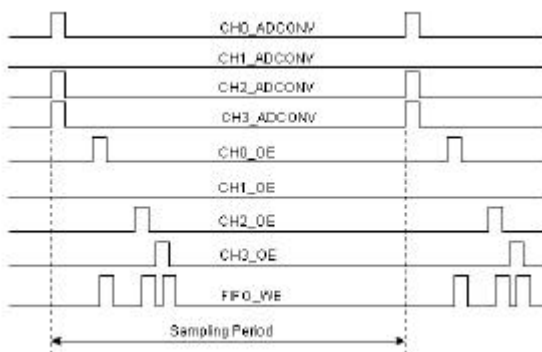 CH0_ADCONV
CH1_ADCONV
CH2_ADCONV
CH3_ADCONV
CH0_OE
CH1_OE
CH2_OE
CH3_OE
FIFO_WE
Sampling Period